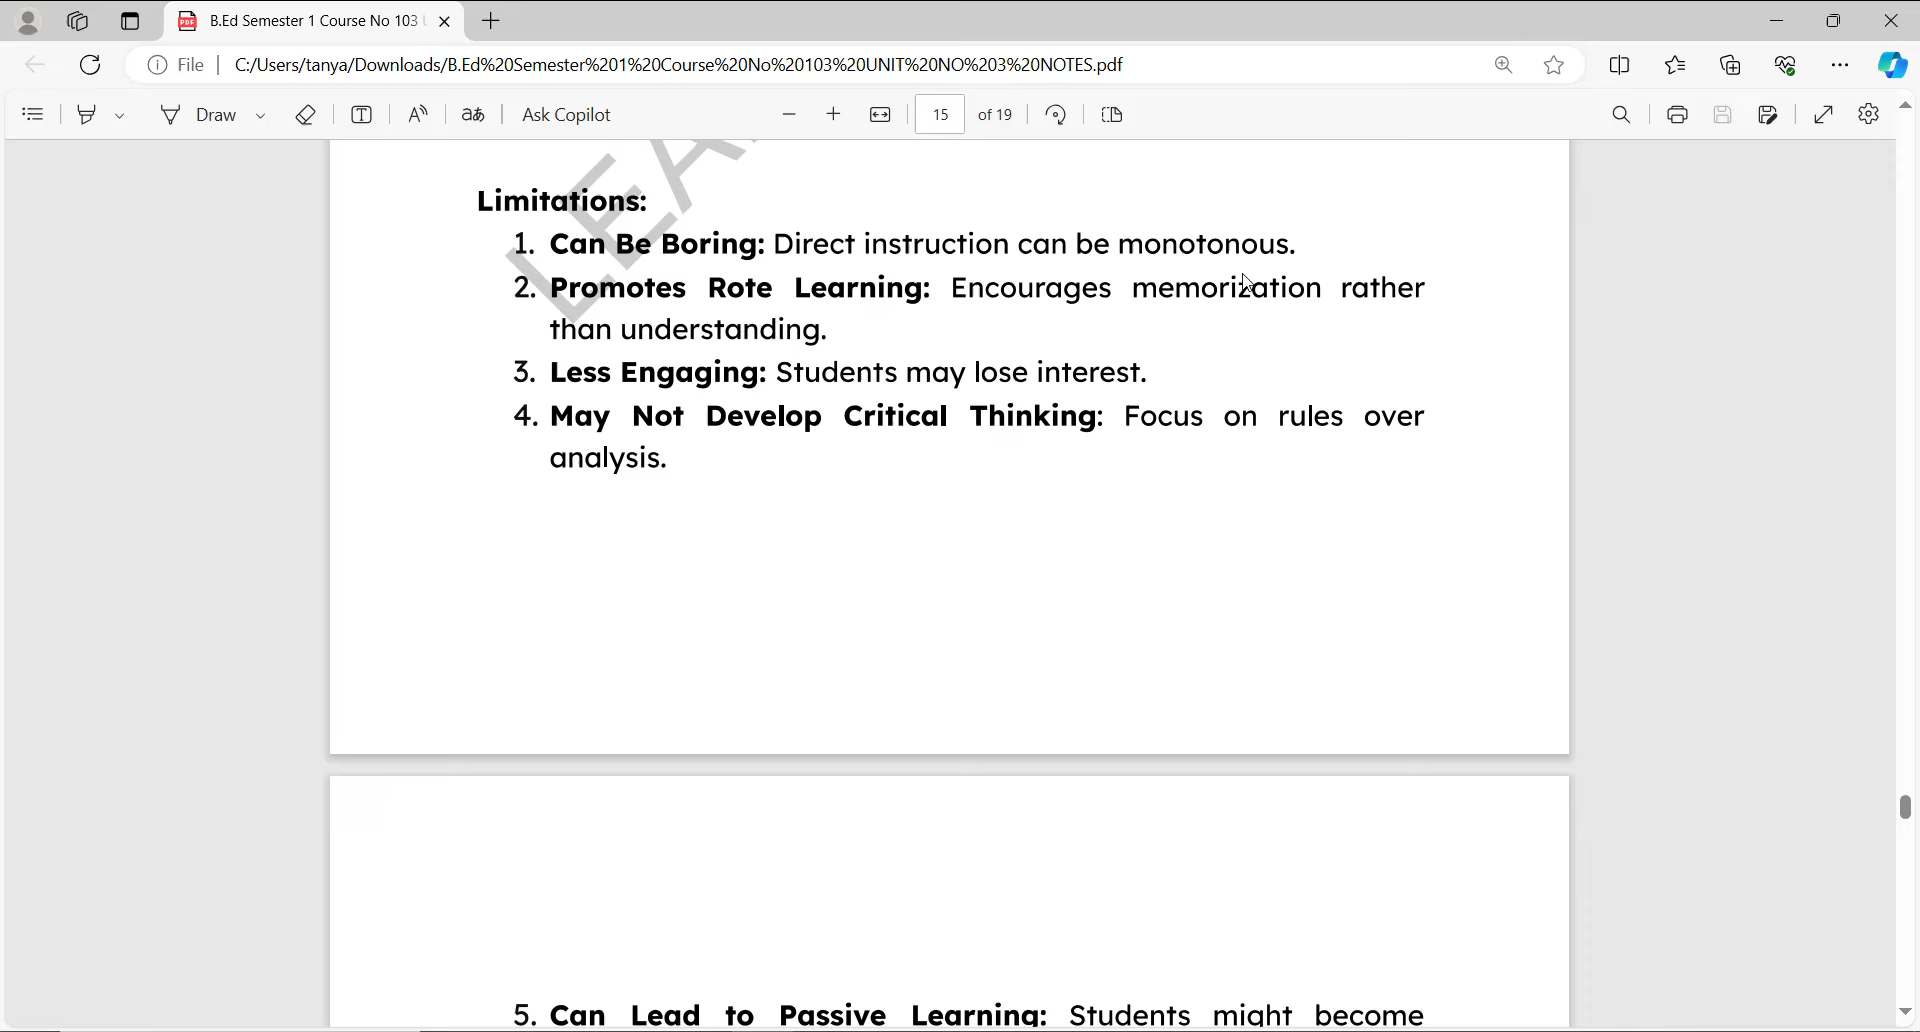 B.Ed Semester 1 Course No 103
File C:/Users/tanya/Downloads/B.Ed%20Semester%201%20Course%20No%20103%20UNIT%20NO%203%20NOTES.pdf
Draw aあ Ask Copilot 15 of 19
LEA
Limitations:
1. Can Be Boring: Direct instruction can be monotonous.
2. Promotes Rote Learning: Encourages memorization rather
than understanding.
3. Less Engaging: Students may lose interest.
4. May Not Develop Critical Thinking: Focus on rules over
analysis.
5. Can Lead to Passive Learning: Students might become